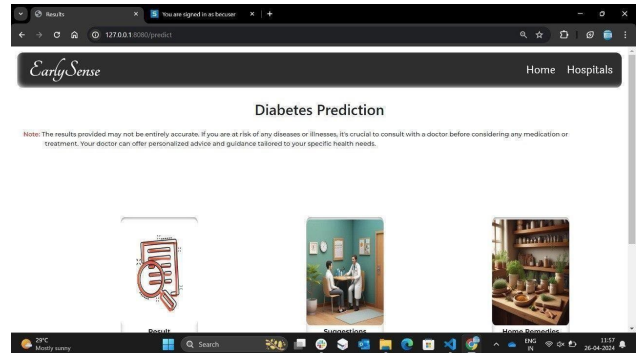 Results
You are signed in as becuser
127.0.0.1:8080/predict
EarlySense
Home Hospitals
Diabetes Prediction
Note: The results provided may not be entirely accurate. If you are at risk of any diseases or illnesses, it's crucial to consult with a doctor before considering any medication or
treatment. Your doctor can offer personalized advice and guidance tailored to your specific health needs.
Result
Suggestions
Home Remedies
29°C
Mostly sunny
Search
ENG
IN
11:57
26-04-2024